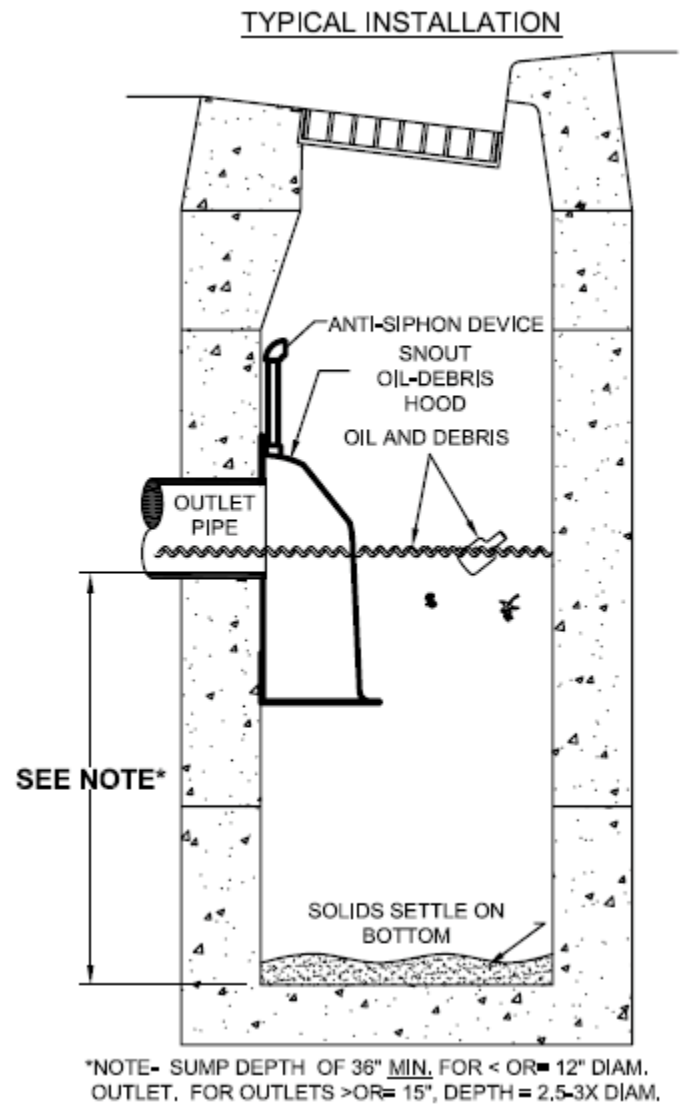 TYPICAL INSTALLATION
ANTI-SIPHON DEVICE
SNOUT
OIL-DEBRIS
HOOD
OIL AND DEBRIS
OUTLET
PIPE
SEE NOTE*
SOLIDS SETTLE ON
BOTTOM
*NOTE- SUMP DEPTH OF 36" MIN. FOR < OR= 12" DIAM.
OUTLET. FOR OUTLETS >OR= 15", DEPTH = 2.5-3X DIAM.